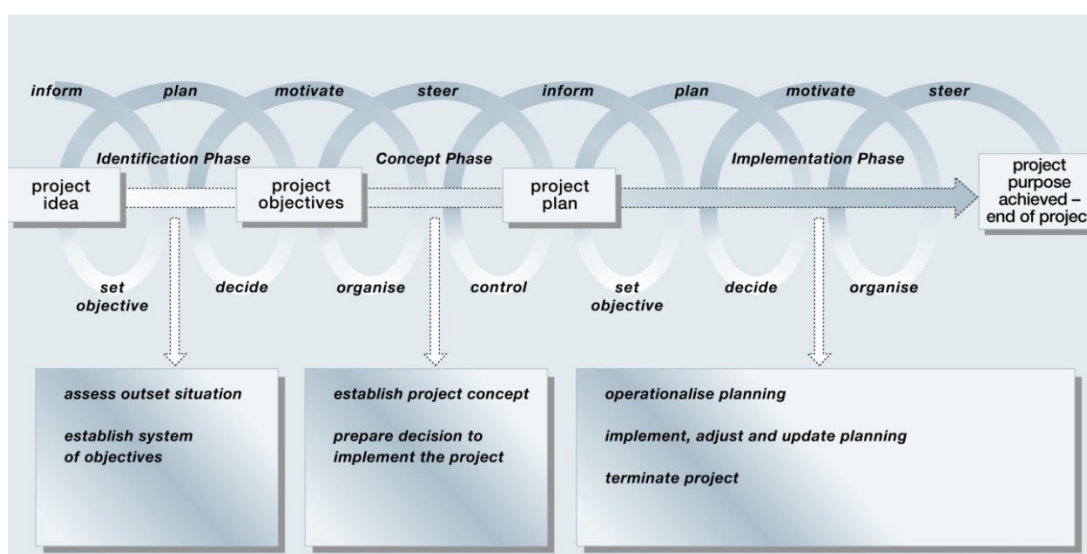 inform plan motivate steer inform plan motivate steer
Identification Phase Concept Phase Implementation Phase
project
idea
project
objectives
project
plan
project
purpose
achieved –
end of project
set
objective
decide
organise
control
set
objective
decide
organise
assess outset situation
establish system
of objectives
establish project concept
prepare decision to
implement the project
operationalise planning
implement, adjust and update planning
terminate project